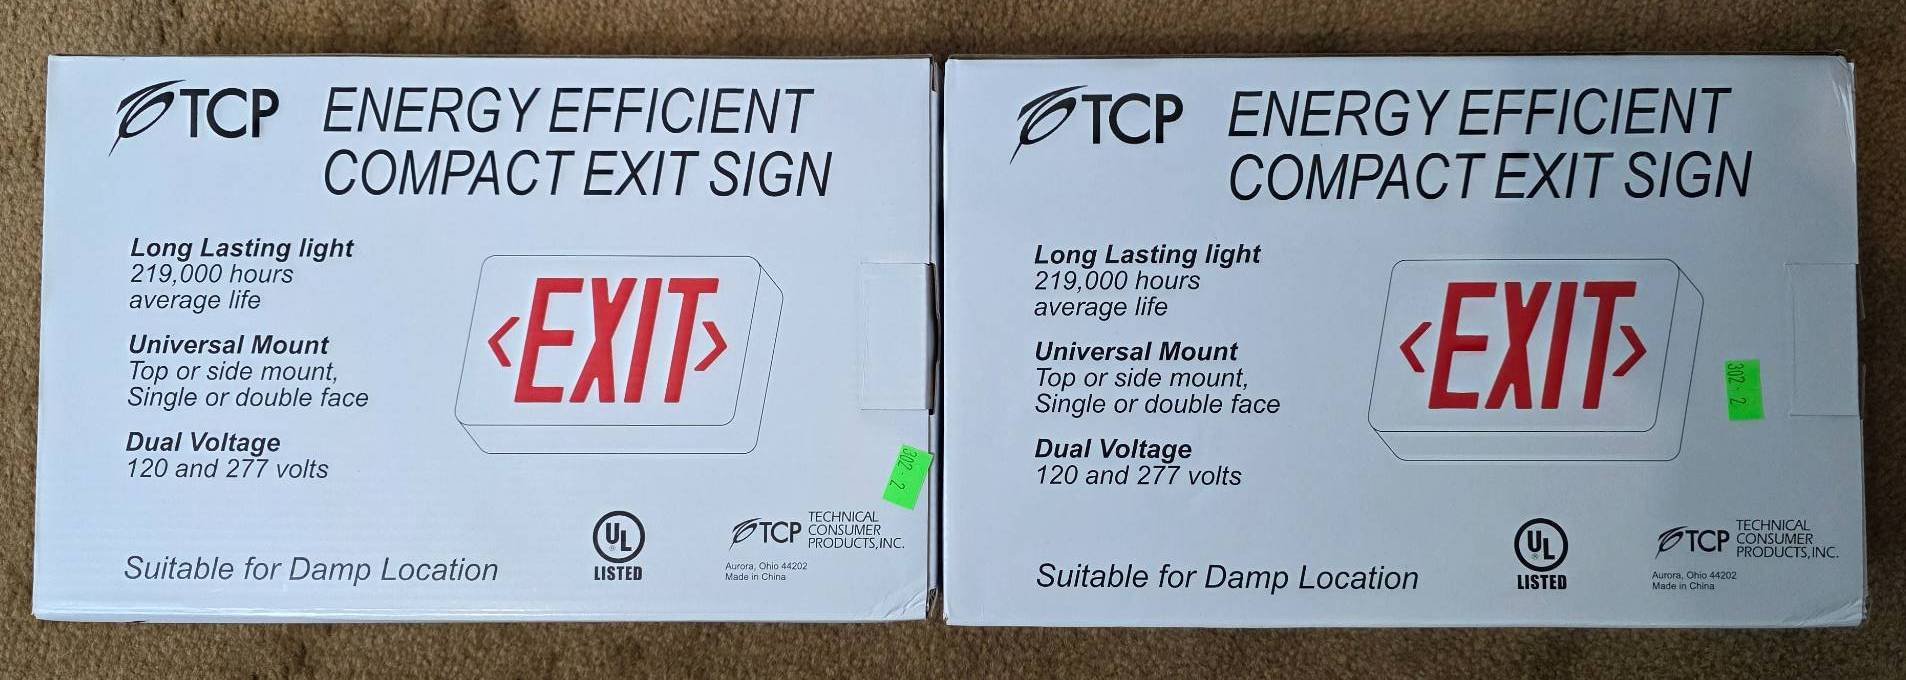 TCP
ENERGY EFFICIENT
COMPACT EXIT SIGN
Long Lasting light
219,000 hours
average life
Universal Mount
Top or side mount,
Single or double face
Dual Voltage
120 and 277 volts
<EXIT>
302-2
Suitable for Damp Location
UL
®
LISTED
TCP
TECHNICAL
CONSUMER
PRODUCTS,INC.
Aurora, Ohio 44202
Made in China
TCP
ENERGY EFFICIENT
COMPACT EXIT SIGN
Long Lasting light
219,000 hours
average life
Universal Mount
Top or side mount,
Single or double face
Dual Voltage
120 and 277 volts
<EXIT>
302-2
Suitable for Damp Location
UL
®
LISTED
TCP
TECHNICAL
CONSUMER
PRODUCTS,INC.
Aurora, Ohio 44202
Made in China